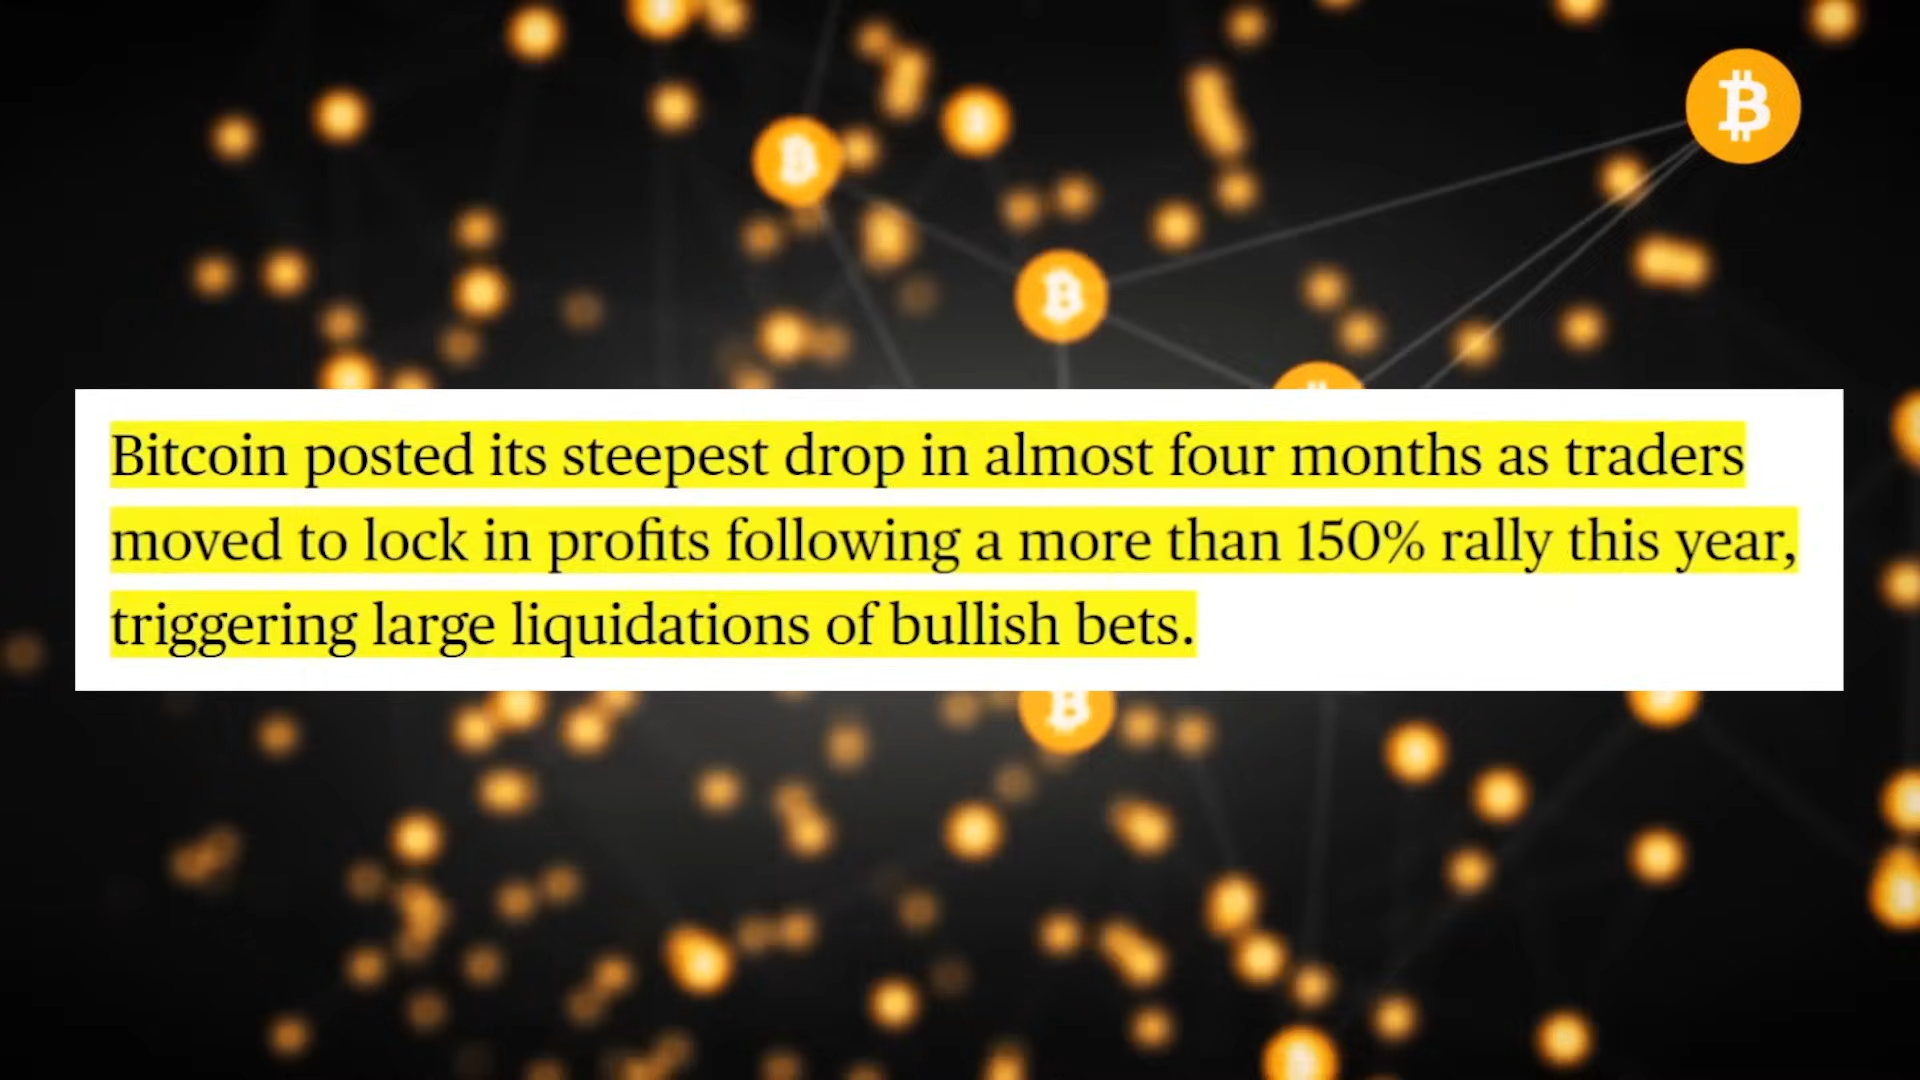 Bitcoin posted its steepest drop in almost four months as traders
moved to lock in profits following a more than 150% rally this year,
triggering large liquidations of bullish bets.